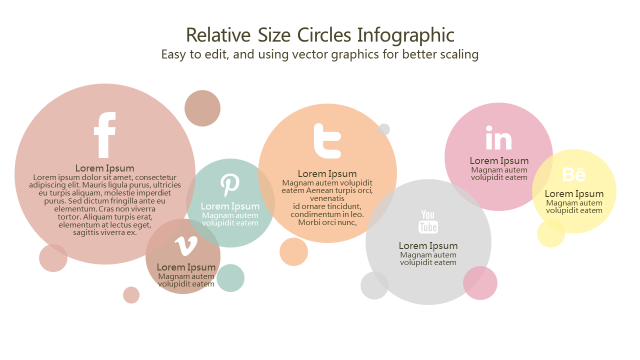 Relative Size Circles Infographic
Easy to edit, and using vector graphics for better scaling
Lorem Ipsum
Lorem ipsum dolor sit amet, consectetur
adipiscing elit. Mauris ligula purus, ultricies
eu turpis aliquam, molestie imperdiet
purus. Sed dictum fringilla ante eu
elementum. Cras non viverra
tortor. Aliquam turpis erat,
elementum at lectus eget,
sagittis viverra ex.
Lorem Ipsum
Magnam autem
volupidit eatem
Lorem Ipsum
Magnam autem
volupidit eatem
Lorem Ipsum
Magnam autem volupidit
eatem Aenean turpis orci,
venenatis
id ornare tincidunt,
condimentum in leo.
Morbi orci nunc,
You
Tube
Lorem Ipsum
Magnam autem
volupidit eatem
in
Lorem Ipsum
Magnam autem
volupidit eatem
Bē
Lorem Ipsum
Magnam autem
volupidit eatem